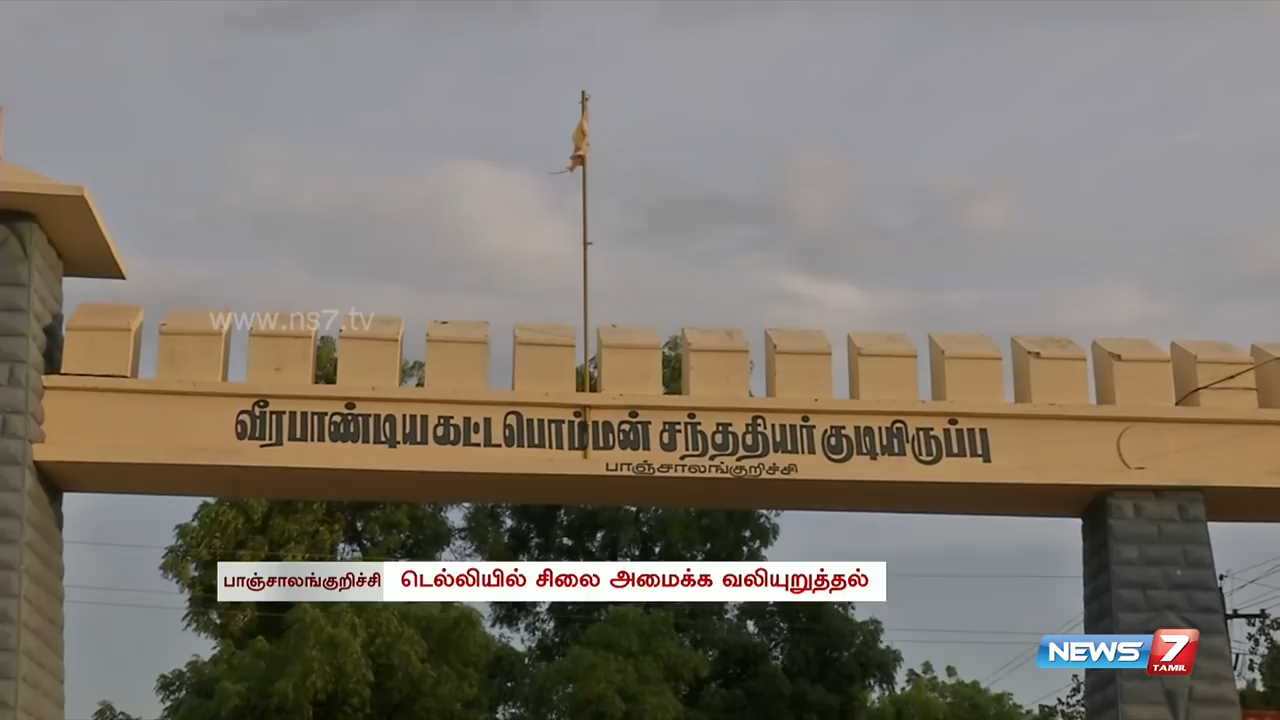 www.ns7.tv
வீரபாண்டிய கட்டபொம்மன் சந்ததியர் குடியிருப்பு
பாஞ்சாலங்குறிச்சி
பாஞ்சாலங்குறிச்சி டெல்லியில் சிலை அமைக்க வலியுறுத்தல்
NEWS 7
TAMIL